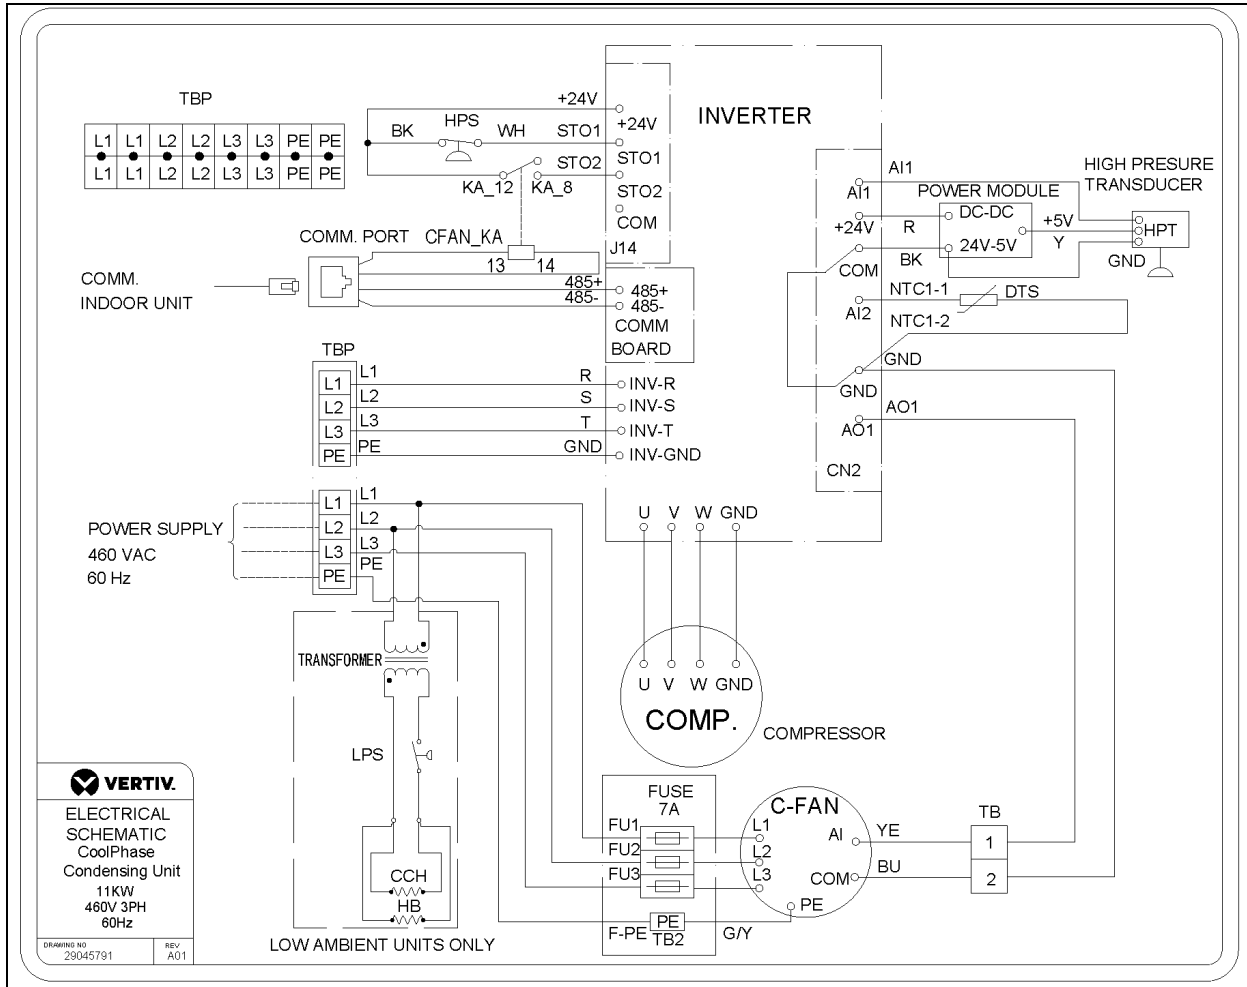 TBP
L1 L1 L2 L2 L3 L3 PE PE
L1 L1 L2 L2 L3 L3 PE PE
+24V
BK HPS WH STO1
STO2
KA_12 KA_8
+24V
STO1
STO2
COM
J14
INVERTER
COMM. PORT CFAN_KA
13 14
COMM.
INDOOR UNIT
485+
485-
485+
485-
COMM
BOARD
AI1
AI1
+24V
COM
AI2
GND
AO1
CN2
POWER MODULE
DC-DC
24V-5V
R
BK
+5V
Y
GND
HIGH PRESURE
TRANSDUCER
HPT
NTC1-1 DTS
NTC1-2
GND
AO1
TBP
L1 L1 R INV-R
L2 L2 S INV-S
L3 L3 T INV-T
PE PE GND INV-GND
POWER SUPPLY
460 VAC
60 Hz
L1 L1
L2 L2
L3 L3
PE PE
U V W GND
U V W GND
COMP.
COMPRESSOR
TRANSFORMER
LPS
CCH
HB
LOW AMBIENT UNITS ONLY
FUSE
7A
FU1
FU2
FU3
F-PE PE G/Y
TB2
C-FAN
L1
L2
L3
PE
AI YE
COM BU
TB
1
2
VERTIV.
ELECTRICAL
SCHEMATIC
CoolPhase
Condensing Unit
11KW
460V 3PH
60Hz
DRAWING NO REV
29045791 A01